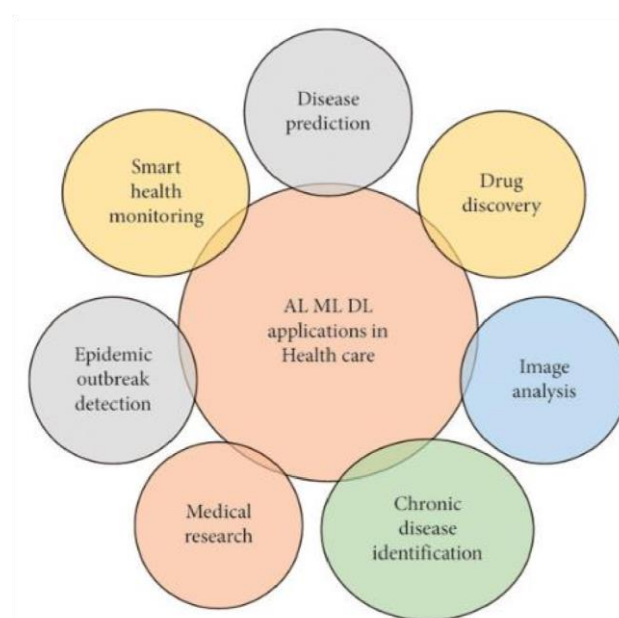 Disease
prediction
Smart
health
monitoring
Drug
discovery
AL ML DL
applications in
Health care
Epidemic
outbreak
detection
Image
analysis
Medical
research
Chronic
disease
identification